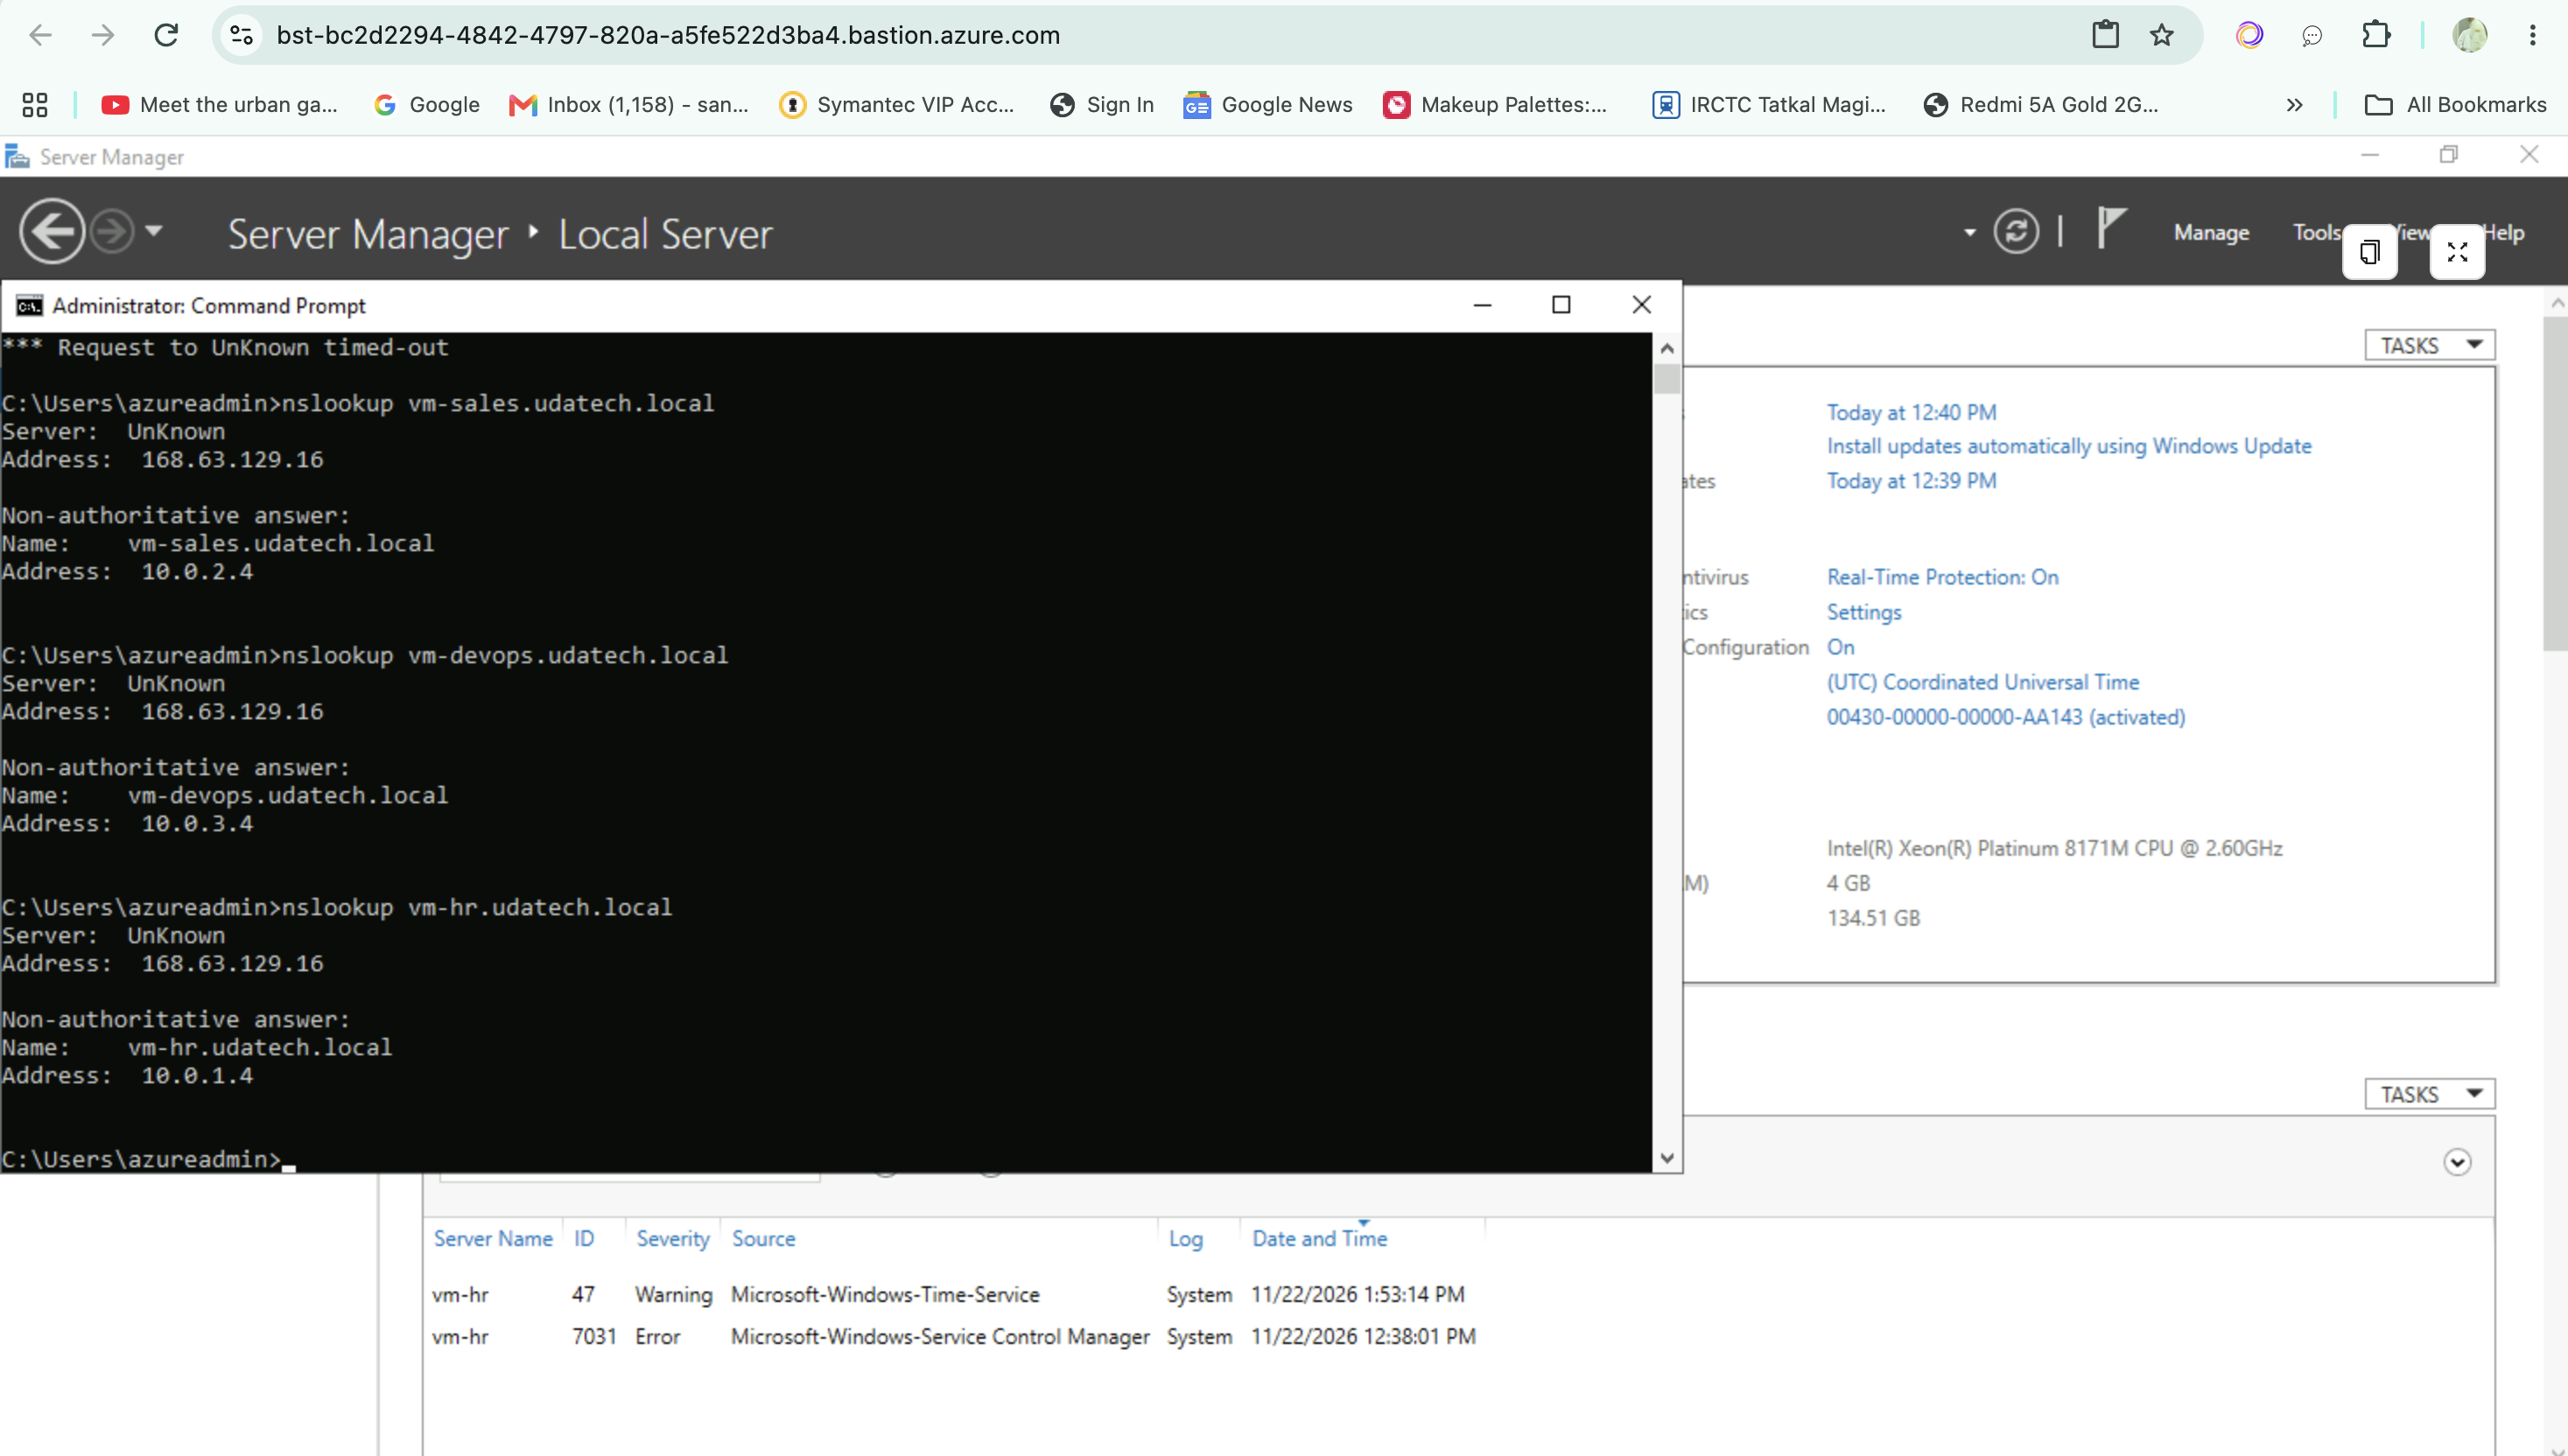 bst-bc2d2294-4842-4797-820a-a5fe522d3ba4.bastion.azure.com
Meet the urban ga... Google Inbox (1,158) - san... Symantec VIP Acc... Sign In Google News Makeup Palettes:... IRCTC Tatkal Magi... Redmi 5A Gold 2G... » All Bookmarks
Server Manager
Server Manager Local Server Manage Tools View Help
Administrator: Command Prompt
*** Request to UnKnown timed-out
C:\Users\azureadmin>nslookup vm-sales.udatech.local
Server: UnKnown
Address: 168.63.129.16
Non-authoritative answer:
Name: vm-sales.udatech.local
Address: 10.0.2.4
C:\Users\azureadmin>nslookup vm-devops.udatech.local
Server: UnKnown
Address: 168.63.129.16
Non-authoritative answer:
Name: vm-devops.udatech.local
Address: 10.0.3.4
C:\Users\azureadmin>nslookup vm-hr.udatech.local
Server: UnKnown
Address: 168.63.129.16
Non-authoritative answer:
Name: vm-hr.udatech.local
Address: 10.0.1.4
C:\Users\azureadmin>
TASKS
Today at 12:40 PM
Install updates automatically using Windows Update
ates Today at 12:39 PM
ntivirus Real-Time Protection: On
tics Settings
Configuration On
(UTC) Coordinated Universal Time
00430-00000-00000-AA143 (activated)
Intel(R) Xeon(R) Platinum 8171M CPU @ 2.60GHz
M) 4 GB
134.51 GB
TASKS
Server Name ID Severity Source Log Date and Time
vm-hr 47 Warning Microsoft-Windows-Time-Service System 11/22/2026 1:53:14 PM
vm-hr 7031 Error Microsoft-Windows-Service Control Manager System 11/22/2026 12:38:01 PM